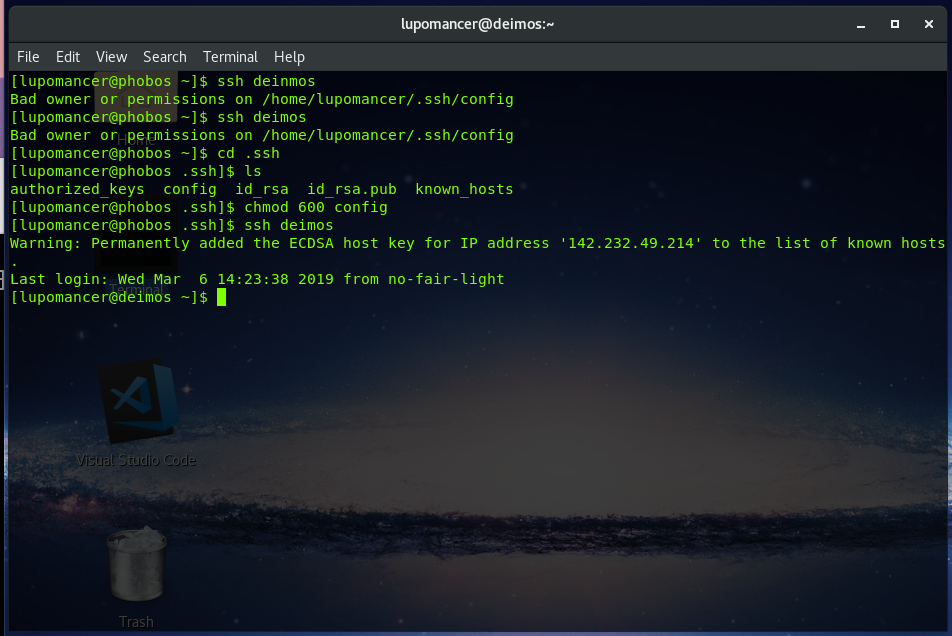 lupomancer@deimos:~
File Edit View Search Terminal Help
[lupomancer@phobos ~]$ ssh deinmos
Bad owner or permissions on /home/lupomancer/.ssh/config
[lupomancer@phobos ~]$ ssh deimos
Bad owner or permissions on /home/lupomancer/.ssh/config
Home
[lupomancer@phobos ~]$ cd .ssh
[lupomancer@phobos .ssh]$ ls
authorized_keys  config  id_rsa  id_rsa.pub  known_hosts
[lupomancer@phobos .ssh]$ chmod 600 config
[lupomancer@phobos .ssh]$ ssh deimos
Warning: Permanently added the ECDSA host key for IP address '142.232.49.214' to the list of known hosts
.
Last login: Wed Mar  6 14:23:38 2019 from no-fair-light
Terminal
[lupomancer@deimos ~]$
Visual Studio Code
Trash